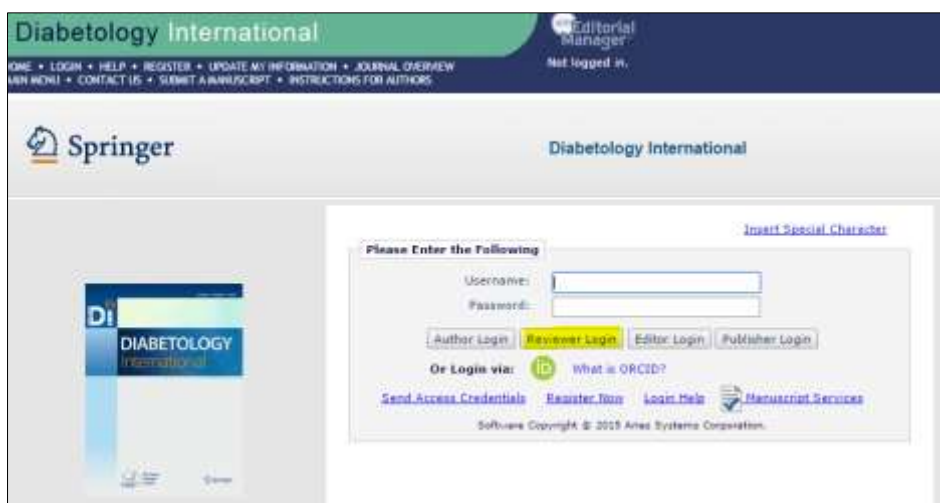 Diabetology International
Editorial
Manager
HOME • LOGIN • HELP • REGISTER • UPDATE MY INFORMATION • JOURNAL OVERVIEW
MAIN MENU • CONTACT US • SUBMIT A MANUSCRIPT • INSTRUCTIONS FOR AUTHORS
Not logged in.
Springer
Diabetology International
Insert Special Character
Please Enter the Following
Username:
Password:
Author Login Reviewer Login Editor Login Publisher Login
Or Login via: iD What is ORCID?
Send Access Credentials Register Now Login Help Manuscript Services
Software Copyright © 2015 Aries Systems Corporation.
Di
DIABETOLOGY
International